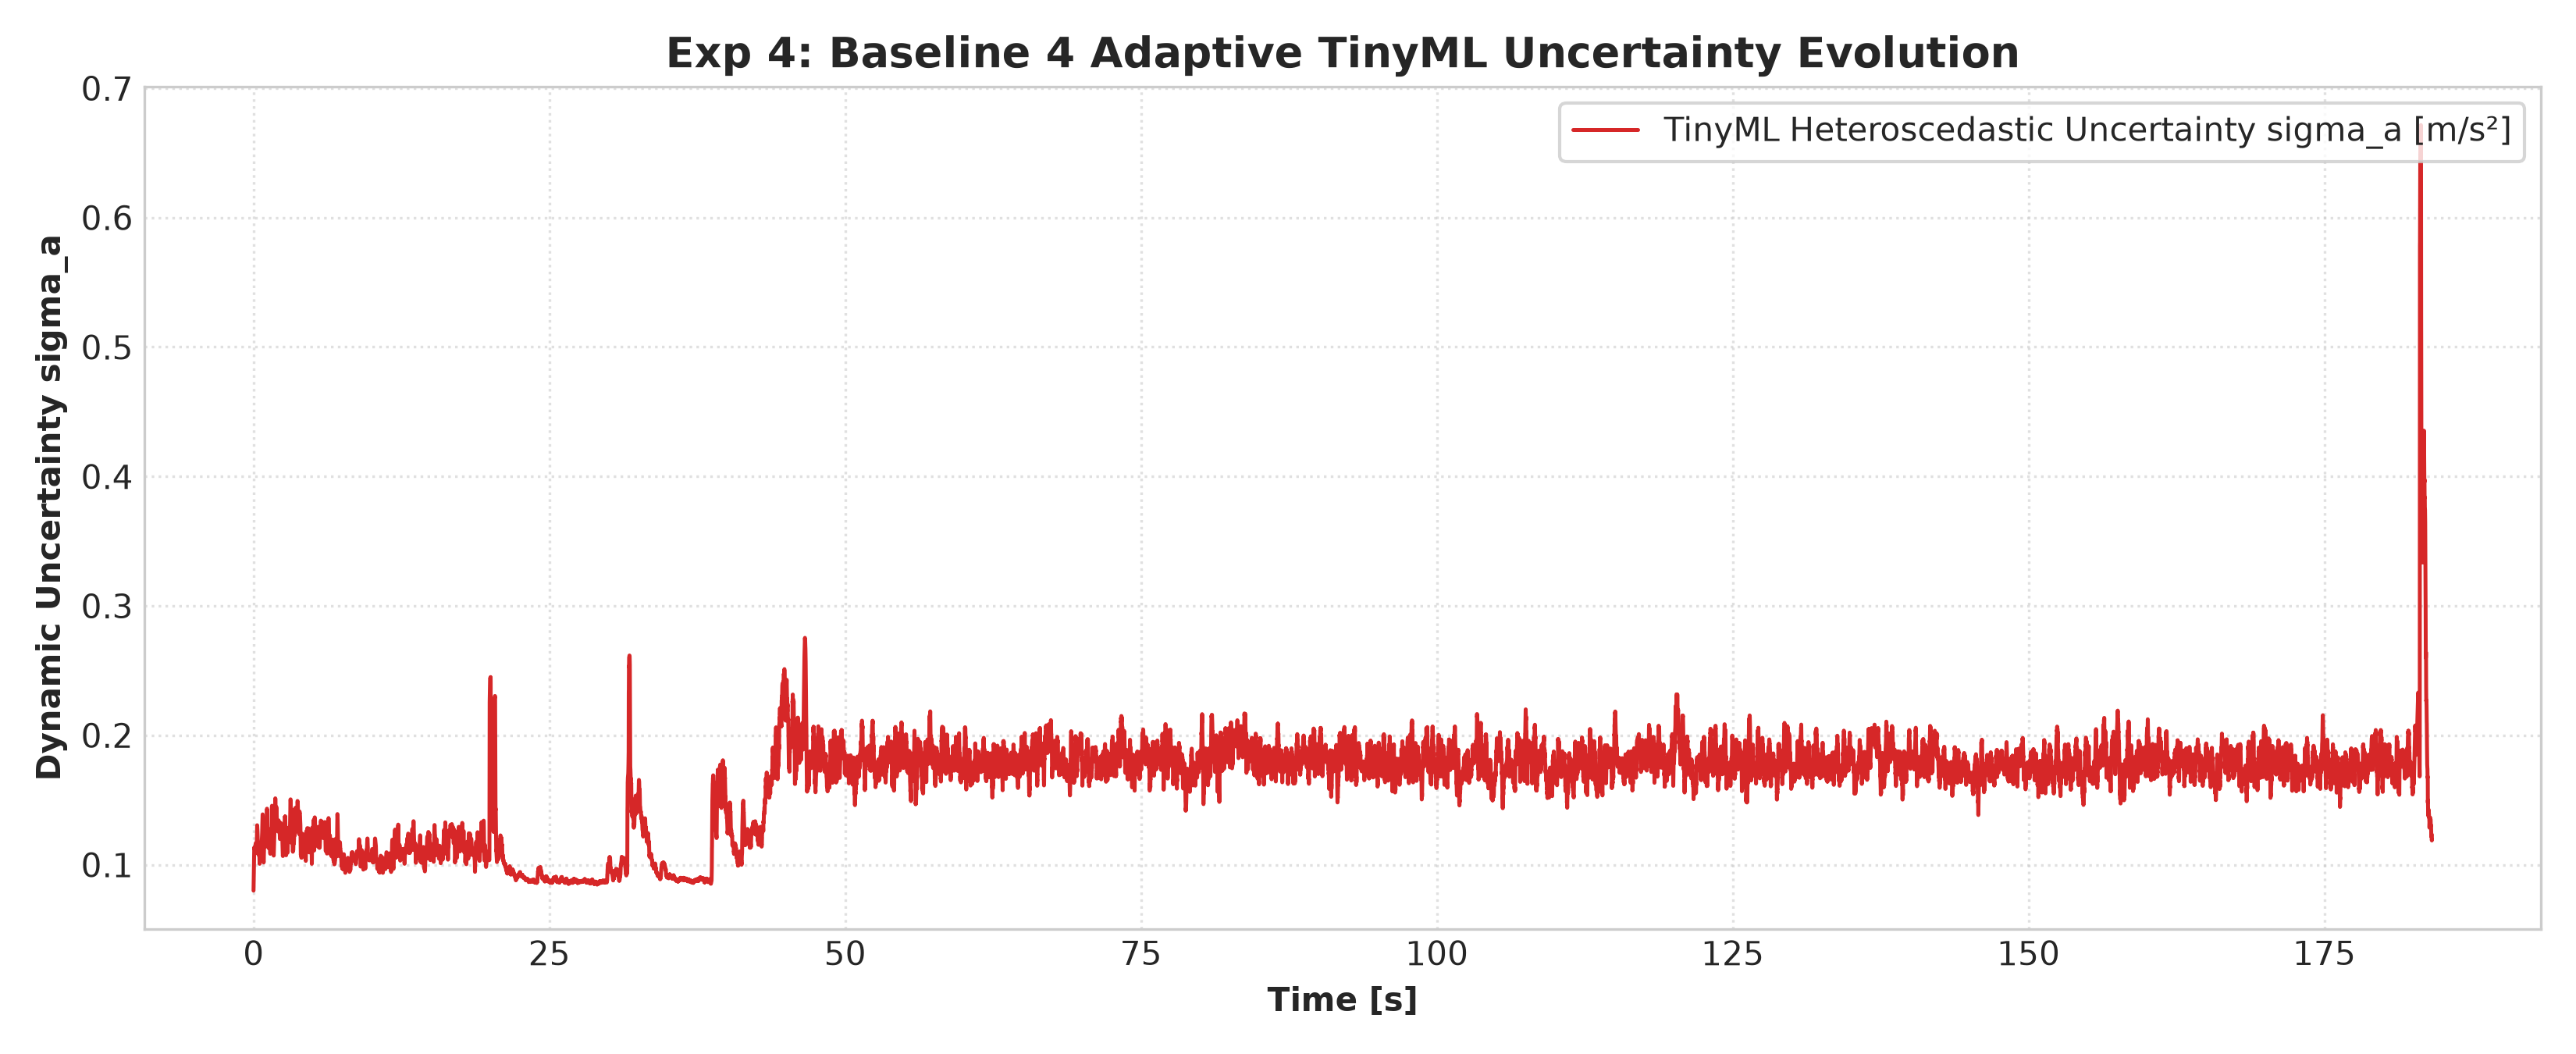 Exp 4: Baseline 4 Adaptive TinyML Uncertainty Evolution
TinyML Heteroscedastic Uncertainty sigma_a [m/s²]
Dynamic Uncertainty sigma_a
0.7
0.6
0.5
0.4
0.3
0.2
0.1
0 25 50 75 100 125 150 175
Time [s]